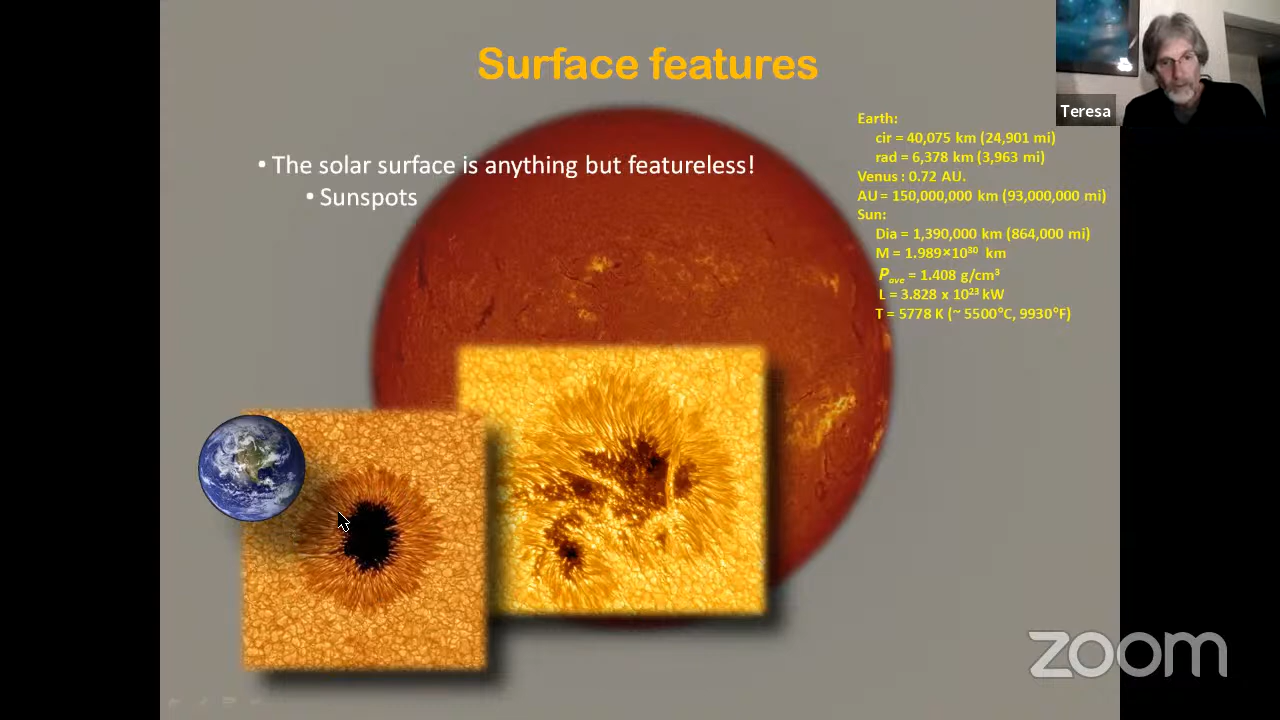 Surface features
Teresa
• The solar surface is anything but featureless!
• Sunspots
Earth:
cir = 40,075 km (24,901 mi)
rad = 6,378 km (3,963 mi)
Venus : 0.72 AU.
AU = 150,000,000 km (93,000,000 mi)
Sun:
Dia = 1,390,000 km (864,000 mi)
M = 1.989×10³⁰ km
Pₐᵥₑ = 1.408 g/cm³
L = 3.828 x 10²³ kW
T = 5778 K (~ 5500°C, 9930°F)
zoom